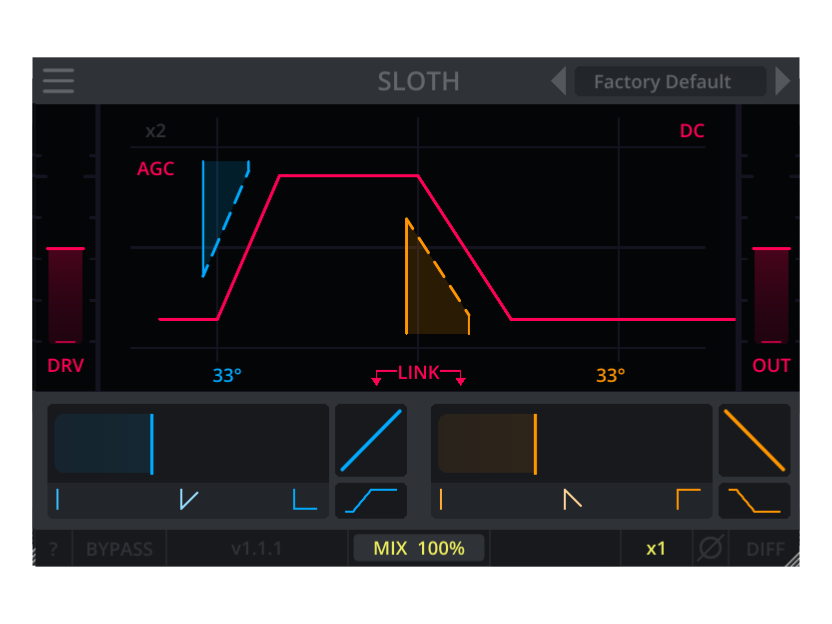 SLOTH
Factory Default
x2
DC
AGC
DRV
33°
LINK
33°
OUT
? BYPASS v1.1.1 MIX 100% x1 Ø DIFF